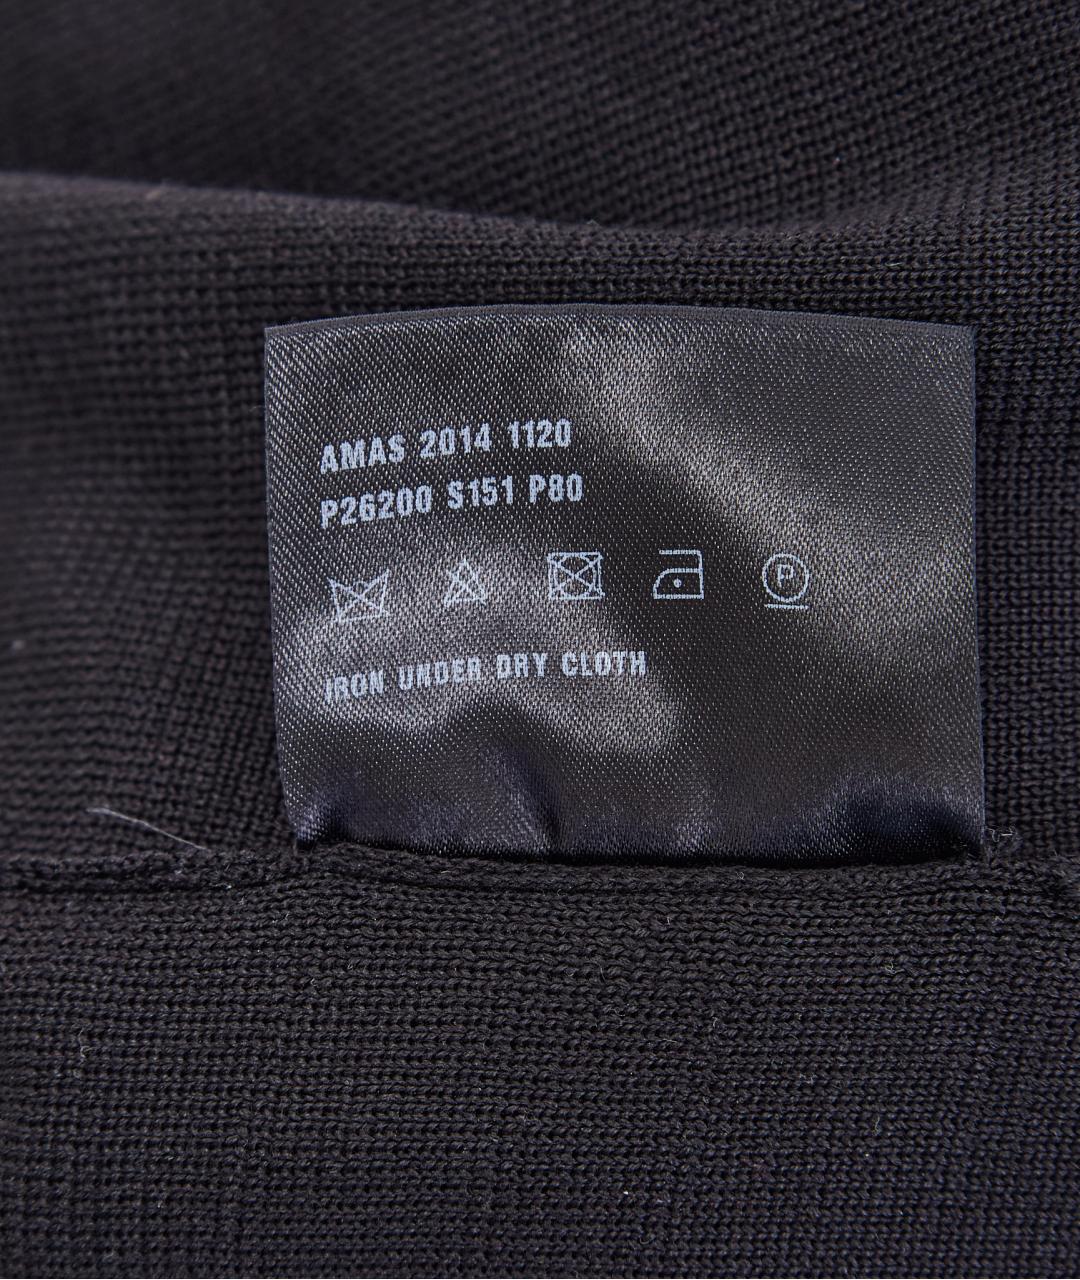 AMAS 2014 1120
P26200 S151 P80
P
IRON UNDER DRY CLOTH